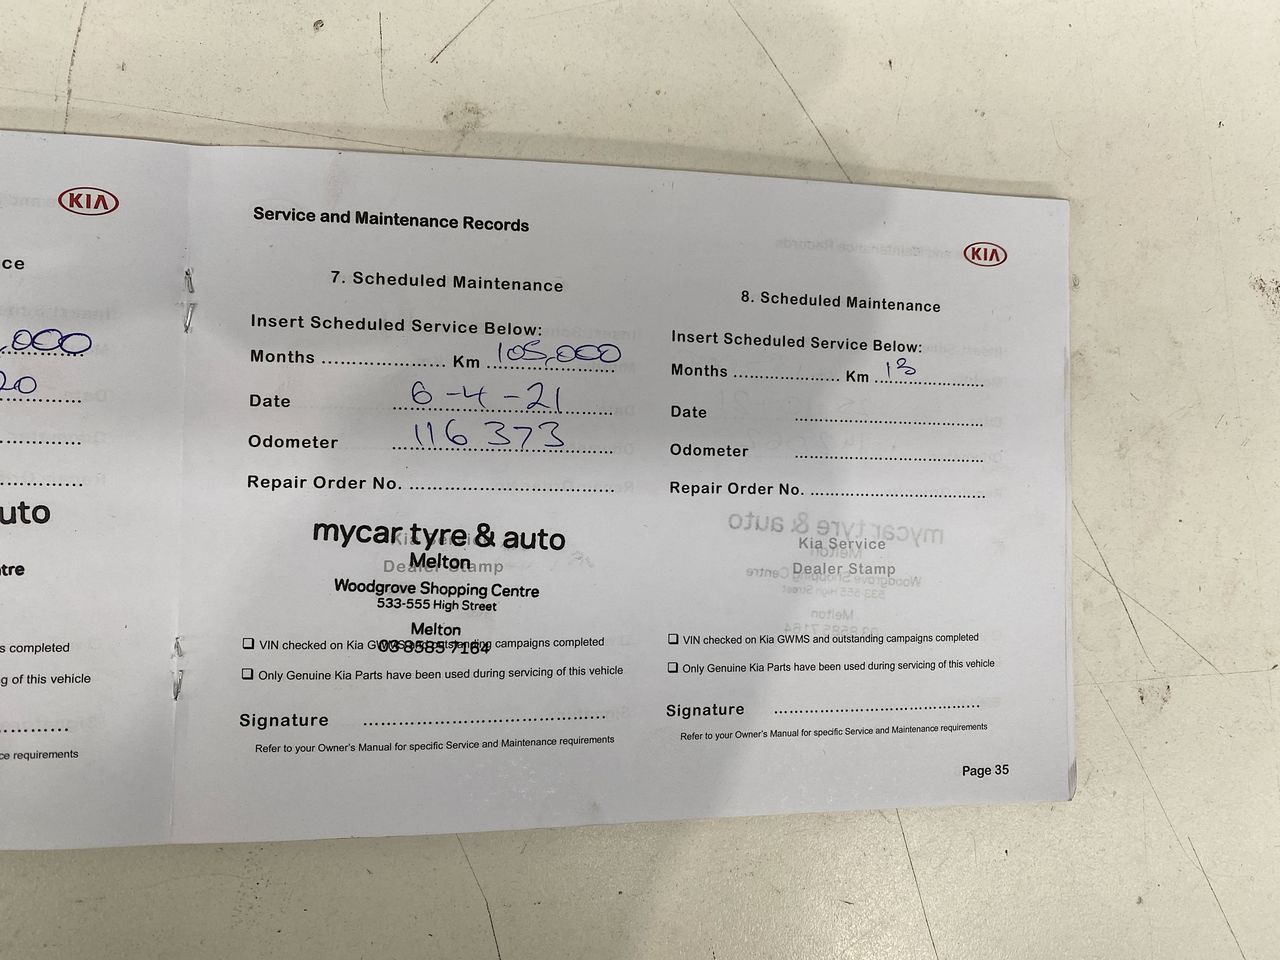 KIA
ce
,000
20
uto
tre
s completed
g of this vehicle
ce requirements
Service and Maintenance Records
7. Scheduled Maintenance
Insert Scheduled Service Below:
Months .................... Km 105,000
Date 6-4-21
Odometer 116 373
Repair Order No. .................................
mycar tyre & auto
Kia Service
Dealer Stamp
Melton
Woodgrove Shopping Centre
533-555 High Street
Melton
03 8585 7164
❑ VIN checked on Kia GWMS and outstanding campaigns completed
❑ Only Genuine Kia Parts have been used during servicing of this vehicle
Signature ........................................
Refer to your Owner's Manual for specific Service and Maintenance requirements
KIA
8. Scheduled Maintenance
Insert Scheduled Service Below:
Months .................... Km 13
Date ...................................
Odometer ...................................
Repair Order No. .................................
Kia Service
Dealer Stamp
❑ VIN checked on Kia GWMS and outstanding campaigns completed
❑ Only Genuine Kia Parts have been used during servicing of this vehicle
Signature ........................................
Refer to your Owner's Manual for specific Service and Maintenance requirements
Page 35